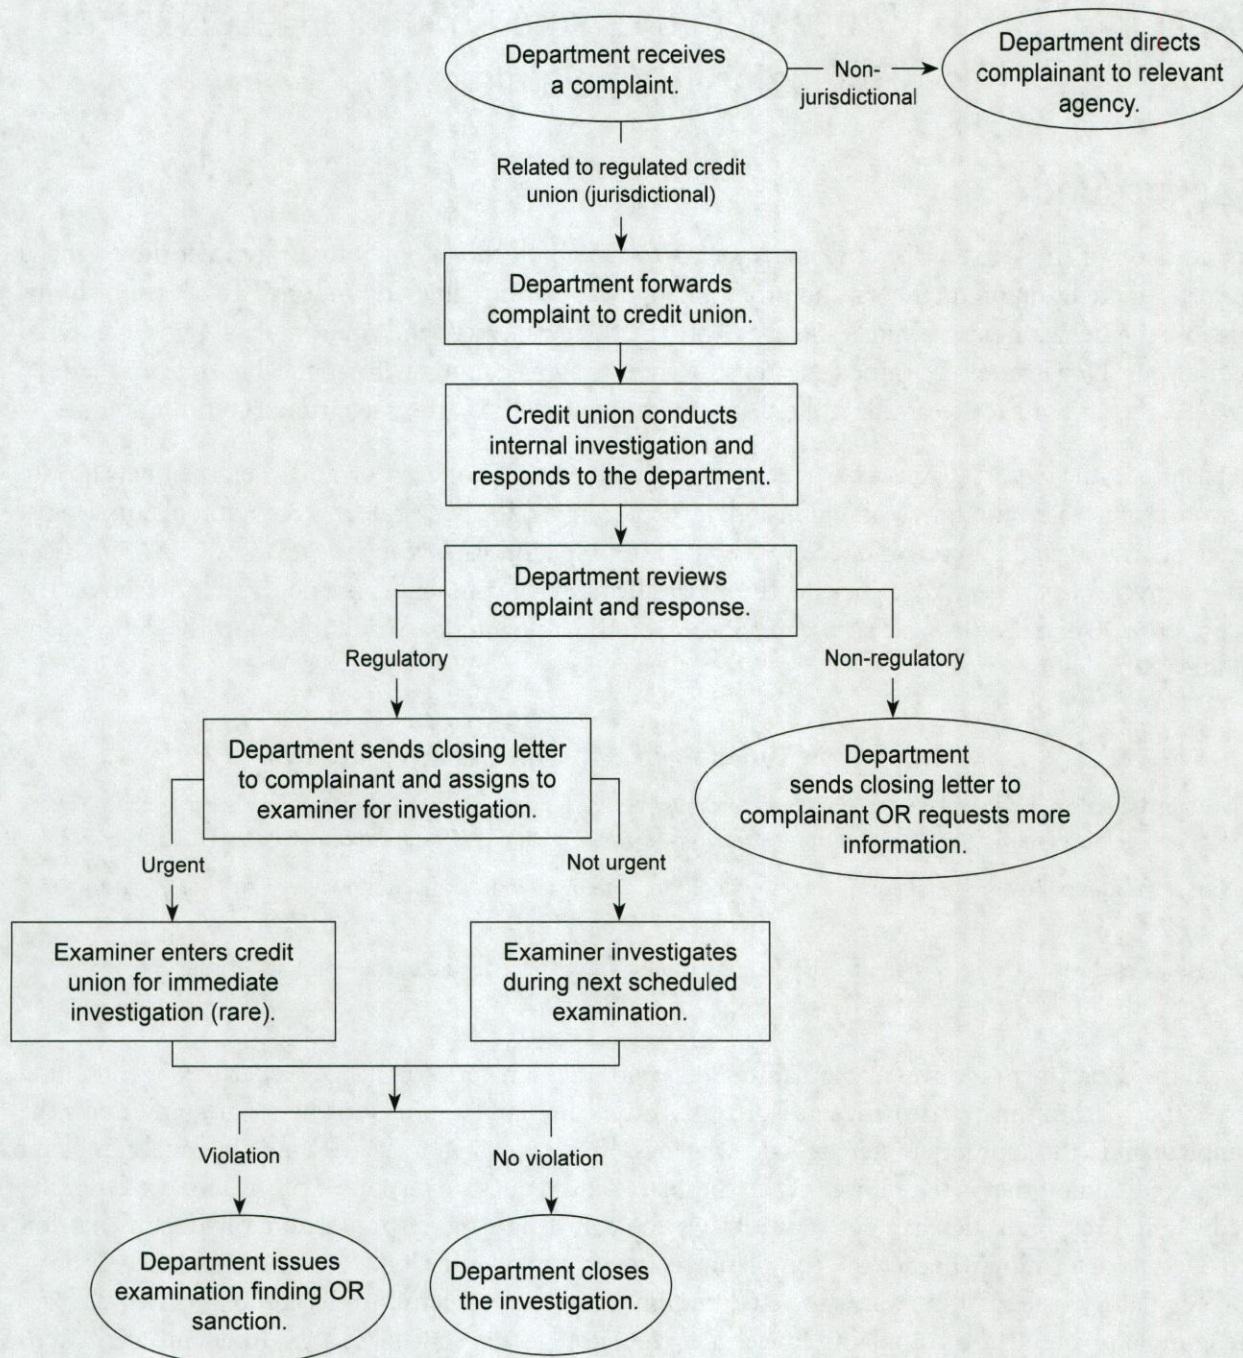 Department receives
a complaint.
Non-
jurisdictional
Department directs
complainant to relevant
agency.
Related to regulated credit
union (jurisdictional)
Department forwards
complaint to credit union.
Credit union conducts
internal investigation and
responds to the department.
Department reviews
complaint and response.
Regulatory
Non-regulatory
Department sends closing letter
to complainant and assigns to
examiner for investigation.
Department
sends closing letter to
complainant OR requests more
information.
Urgent
Not urgent
Examiner enters credit
union for immediate
investigation (rare).
Examiner investigates
during next scheduled
examination.
Violation
No violation
Department issues
examination finding OR
sanction.
Department closes
the investigation.